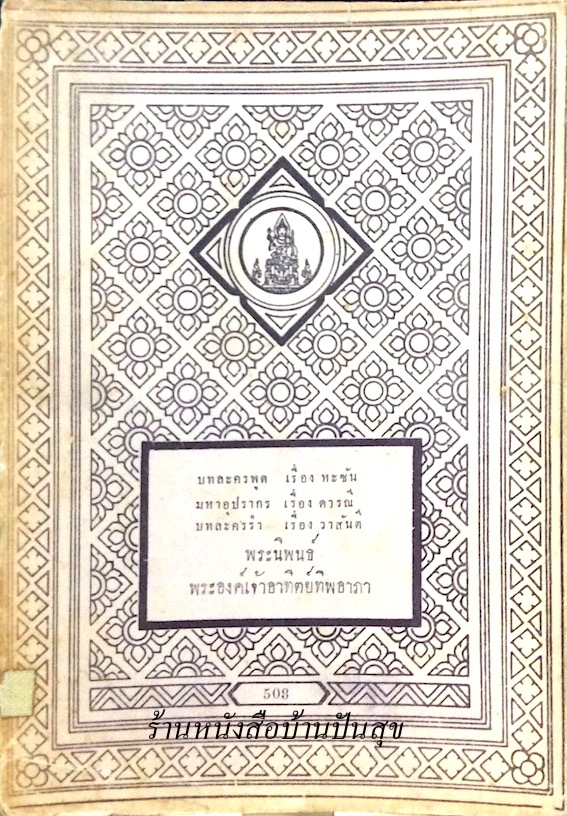 บทละครพูด เรื่อง หะซัน
มหาอุปรากร เรื่อง ดารณี
บทละครรำ เรื่อง วาสันตี
พระนิพนธ์
พระองค์เจ้าอาทิตย์ทิพอาภา
508
ร้านหนังสือบ้านปันสุข